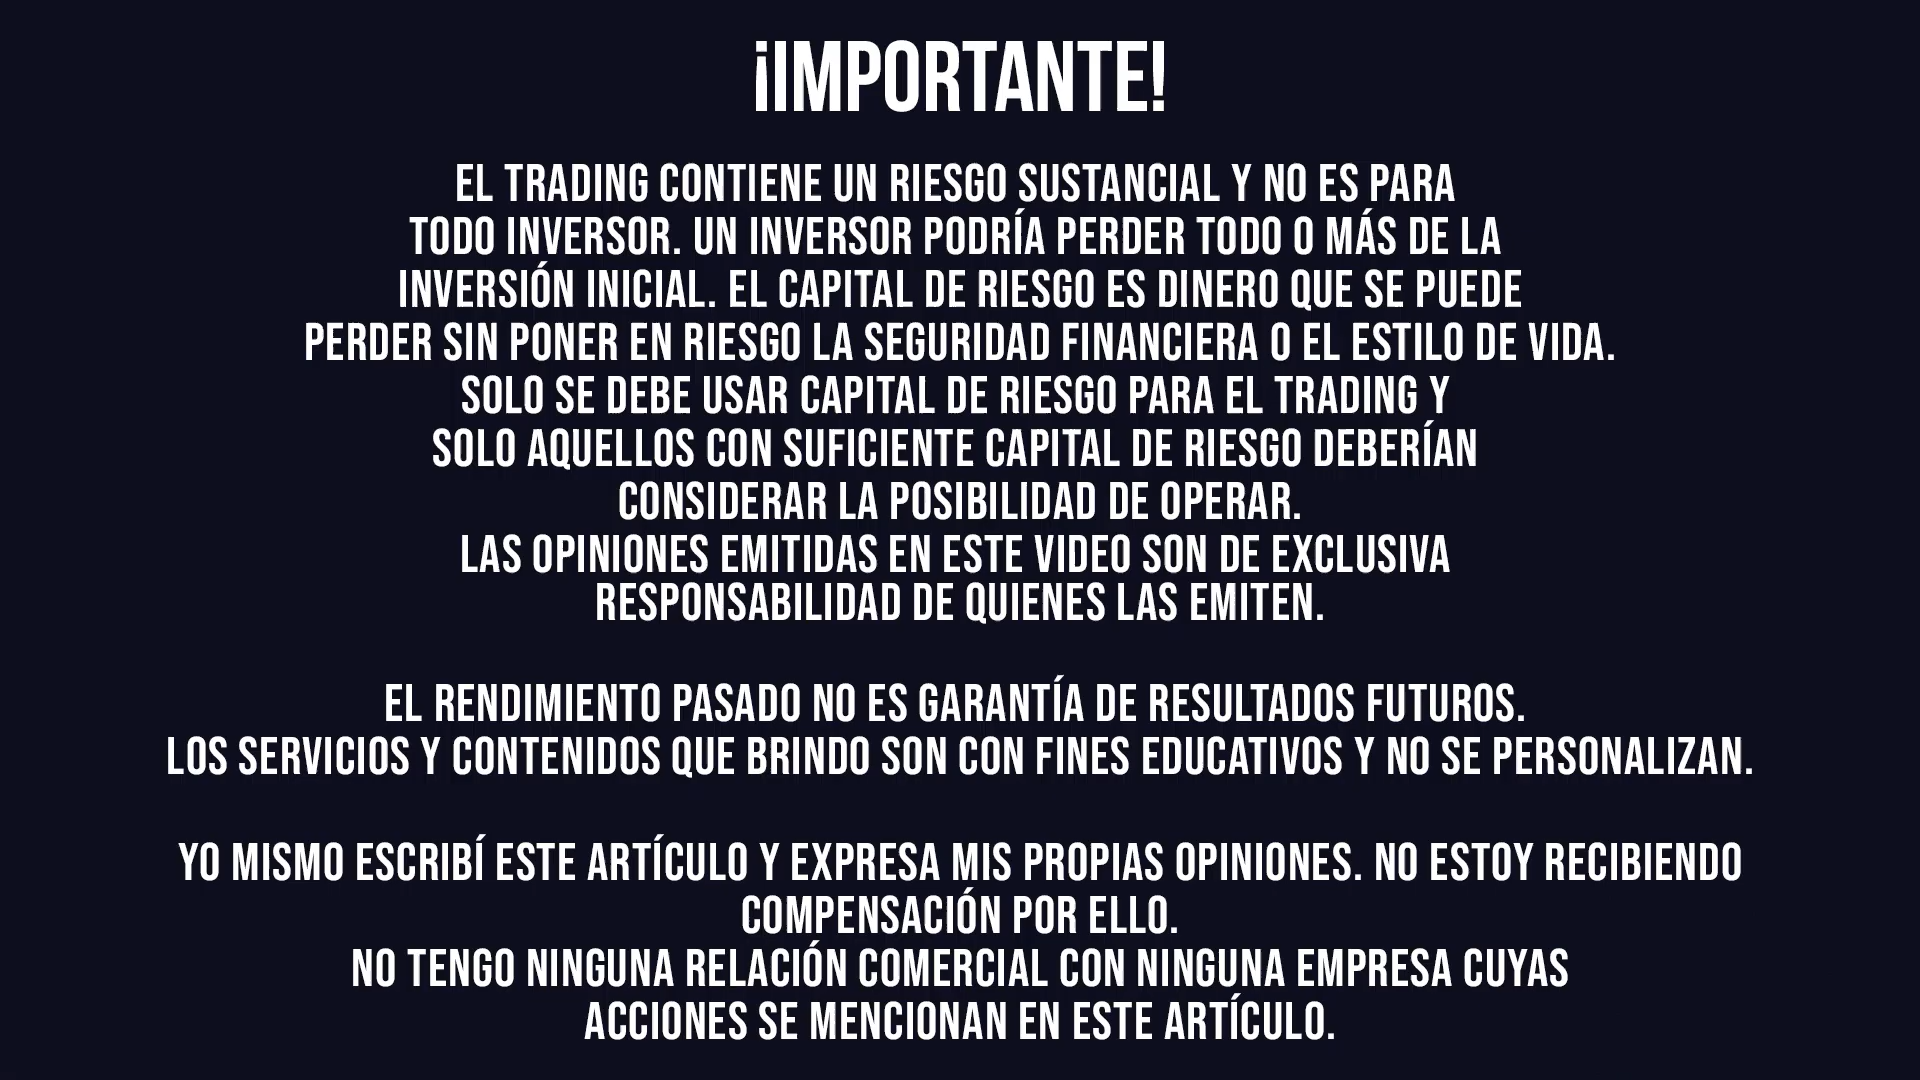 ¡IMPORTANTE!
EL TRADING CONTIENE UN RIESGO SUSTANCIAL Y NO ES PARA
TODO INVERSOR. UN INVERSOR PODRÍA PERDER TODO O MÁS DE LA
INVERSIÓN INICIAL. EL CAPITAL DE RIESGO ES DINERO QUE SE PUEDE
PERDER SIN PONER EN RIESGO LA SEGURIDAD FINANCIERA O EL ESTILO DE VIDA.
SOLO SE DEBE USAR CAPITAL DE RIESGO PARA EL TRADING Y
SOLO AQUELLOS CON SUFICIENTE CAPITAL DE RIESGO DEBERÍAN
CONSIDERAR LA POSIBILIDAD DE OPERAR.
LAS OPINIONES EMITIDAS EN ESTE VIDEO SON DE EXCLUSIVA
RESPONSABILIDAD DE QUIENES LAS EMITEN.
EL RENDIMIENTO PASADO NO ES GARANTÍA DE RESULTADOS FUTUROS.
LOS SERVICIOS Y CONTENIDOS QUE BRINDO SON CON FINES EDUCATIVOS Y NO SE PERSONALIZAN.
YO MISMO ESCRIBÍ ESTE ARTÍCULO Y EXPRESA MIS PROPIAS OPINIONES. NO ESTOY RECIBIENDO
COMPENSACIÓN POR ELLO.
NO TENGO NINGUNA RELACIÓN COMERCIAL CON NINGUNA EMPRESA CUYAS
ACCIONES SE MENCIONAN EN ESTE ARTÍCULO.